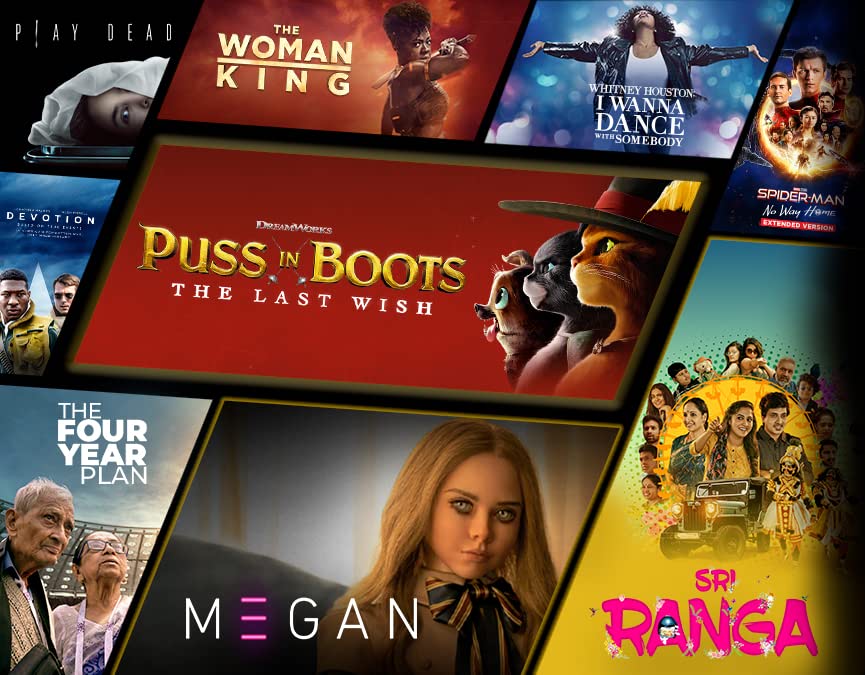 PLAY DEAD
THE
WOMAN
KING
WHITNEY HOUSTON:
I WANNA
DANCE
WITH SOMEBODY
SPIDER-MAN
No Way Home
EXTENDED VERSION
DEVOTION
DREAMWORKS
PUSS IN BOOTS
THE LAST WISH
THE
FOUR
YEAR
PLAN
MEGAN
SRI
RANGA